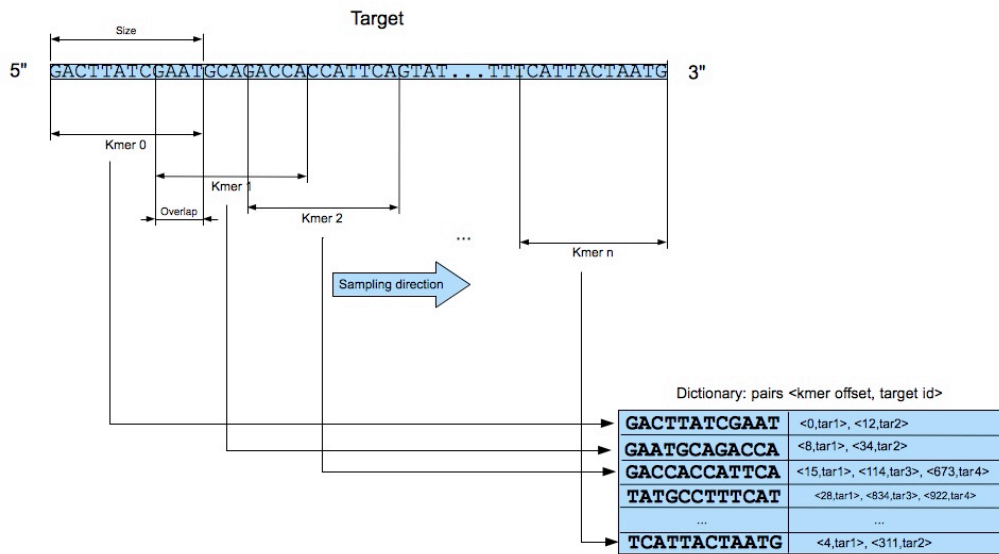 Target
Size
5" GACTTATCGAATGCAGACCACCATTCAGTAT...TTTCATTACTAATG 3"
Kmer 0
Kmer 1
Overlap
Kmer 2
...
Kmer n
Sampling direction
Dictionary: pairs <kmer offset, target id>
GACTTATCGAAT <0,tar1>, <12,tar2>
GAATGCAGACCA <8,tar1>, <34,tar2>
GACCACCATTCA <15,tar1>, <114,tar3>, <673,tar4>
TATGCCTTTCAT <28,tar1>, <834,tar3>, <922,tar4>
... ...
TCATTACTAATG <4,tar1>, <311,tar2>